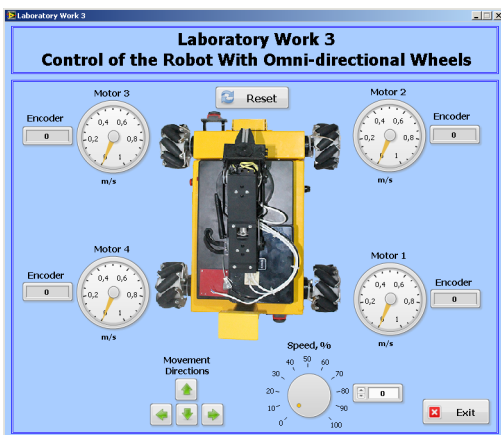 Laboratory Work 3
Laboratory Work 3
Control of the Robot With Omni-directional Wheels
Motor 3
Reset
Motor 2
Encoder
0
0,2
0,4
0,6
0,8
0
1
m/s
0,2
0,4
0,6
0,8
0
1
m/s
Encoder
0
Motor 4
Motor 1
Encoder
0
0,2
0,4
0,6
0,8
0
1
m/s
0,2
0,4
0,6
0,8
0
1
m/s
Encoder
0
Movement
Directions
Speed, %
0
10
20
30
40
50
60
70
80
90
100
0
Exit